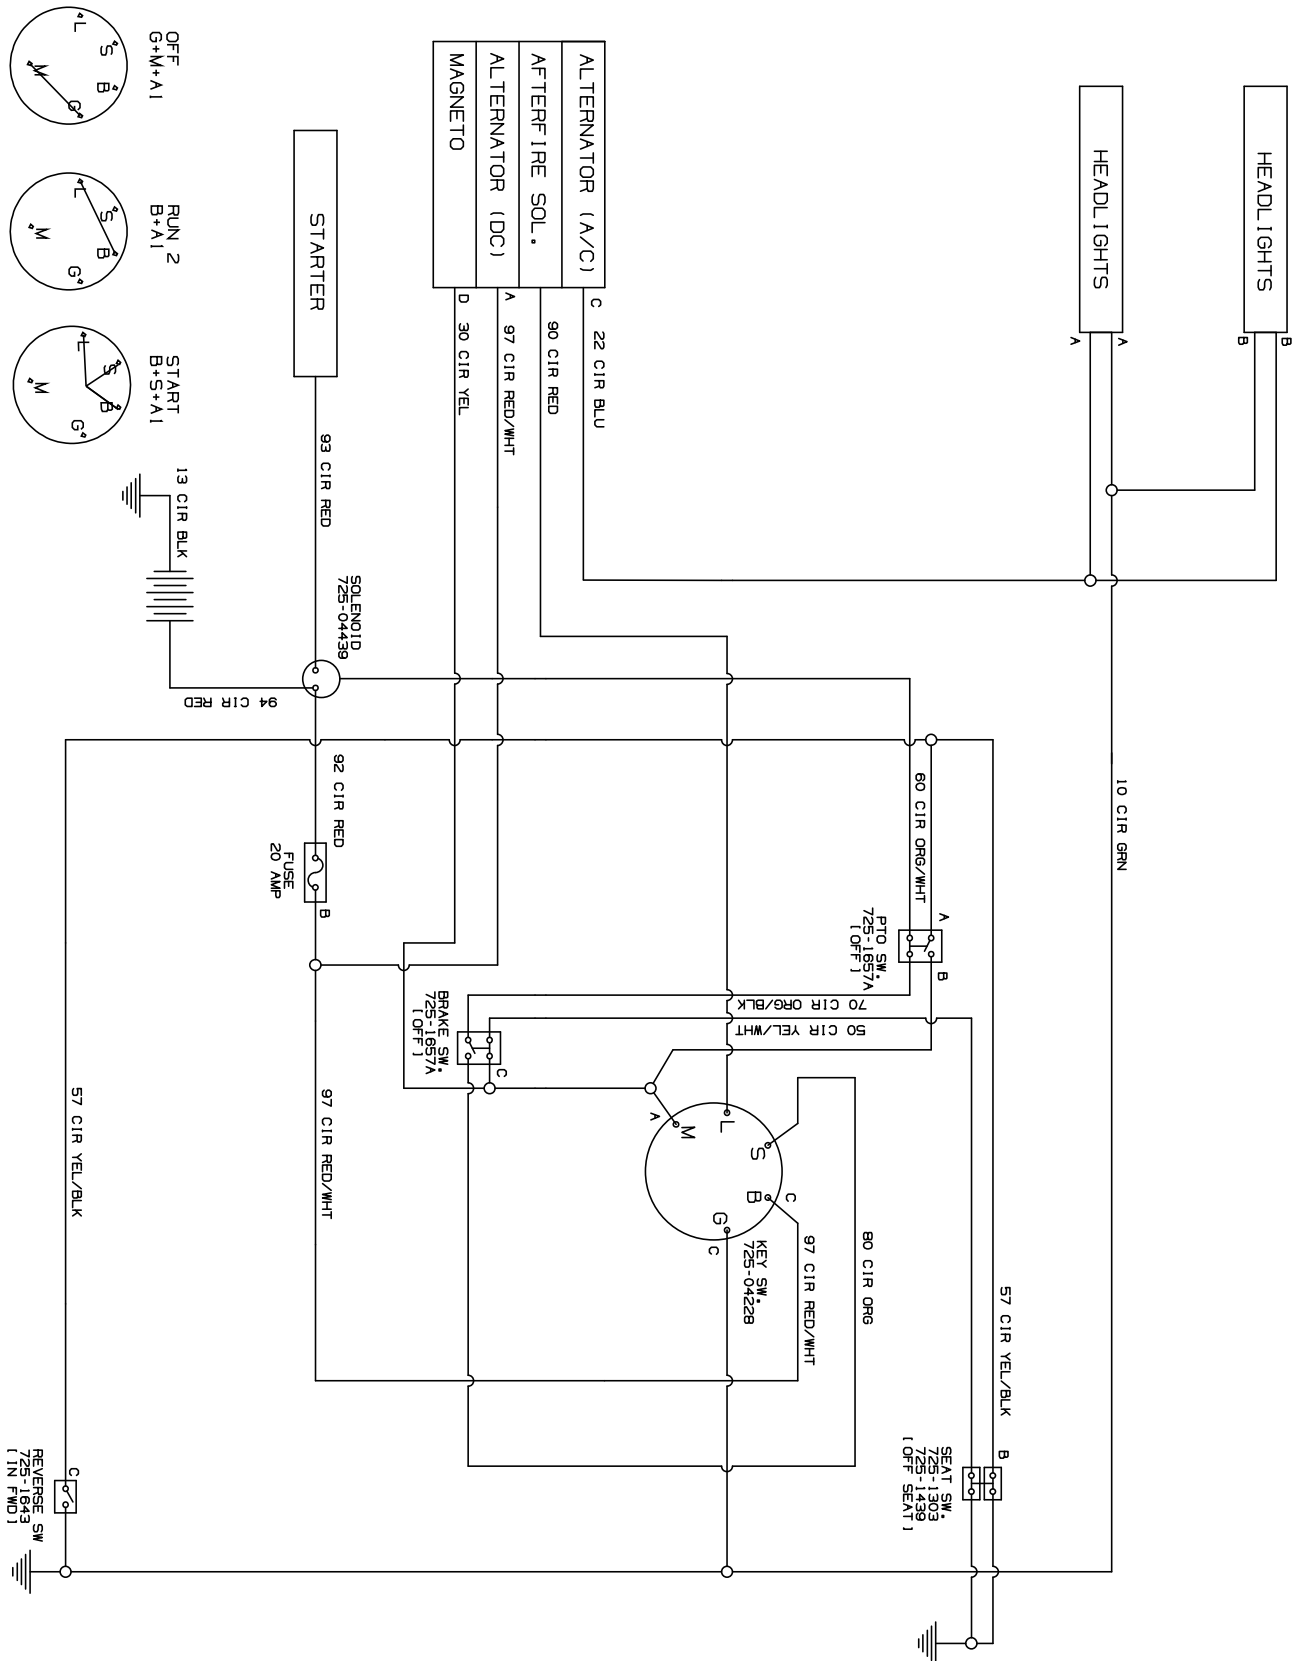 HEADLIGHTS
B
B
HEADLIGHTS
A
A
ALTERNATOR (A/C)
AFTERFIRE SOL.
ALTERNATOR (DC)
MAGNETO
C 22 CIR BLU
90 CIR RED
A 97 CIR RED/WHT
D 30 CIR YEL
STARTER
93 CIR RED
OFF
G+M+A1
L
S
B
M
G
RUN 2
B+A1
L
S
B
M
G
START
B+S+A1
L
S
B
M
G
13 CIR BLK
SOLENOID
725-04439
94 CIR RED
92 CIR RED
FUSE
20 AMP
B
10 CIR GRN
60 CIR ORG/WHT
A
PTO SW.
725-1657A
[OFF]
B
70 CIR ORG/BLK
50 CIR YEL/WHT
BRAKE SW.
725-1657A
[OFF]
C
A
M
L
S
B
C
G
C
KEY SW.
725-04228
80 CIR ORG
97 CIR RED/WHT
97 CIR RED/WHT
57 CIR YEL/BLK
57 CIR YEL/BLK
B
SEAT SW.
725-1303
725-1439
[OFF SEAT]
C
REVERSE SW
725-1643
[IN FWD]